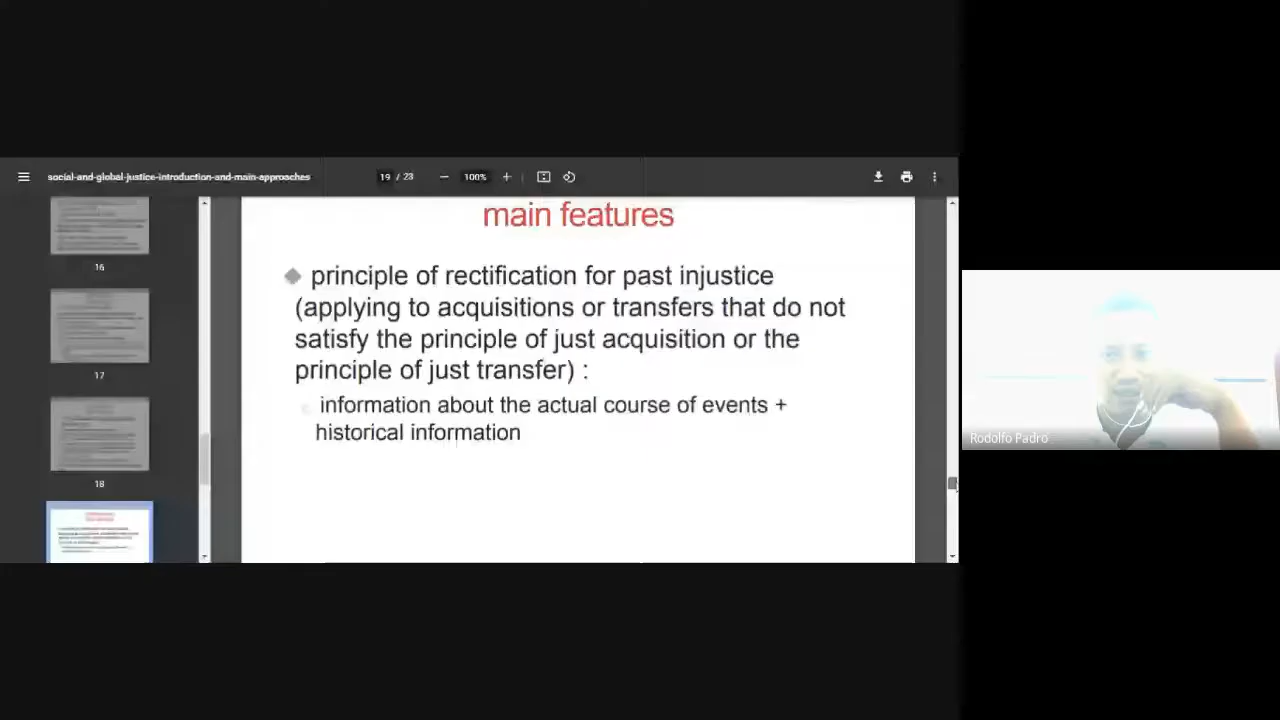 social-and-global-justice-introduction-and-main-approaches
19 / 23
100%
main features
principle of rectification for past injustice
(applying to acquisitions or transfers that do not
satisfy the principle of just acquisition or the
principle of just transfer) :
information about the actual course of events +
historical information
16
17
18
Rodolfo Padro